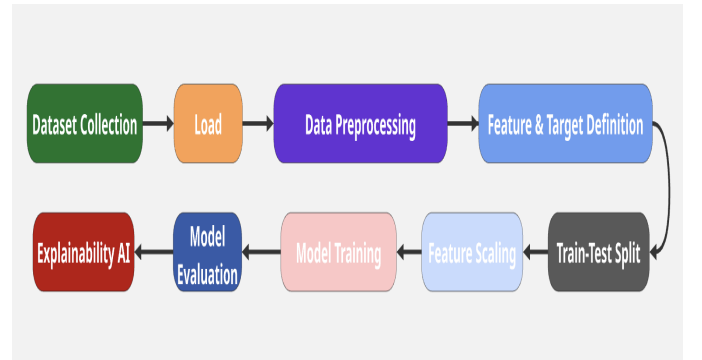 Dataset Collection
Load
Data Preprocessing
Feature & Target Definition
Train-Test Split
Feature Scaling
Model Training
Model
Evaluation
Explainability AI